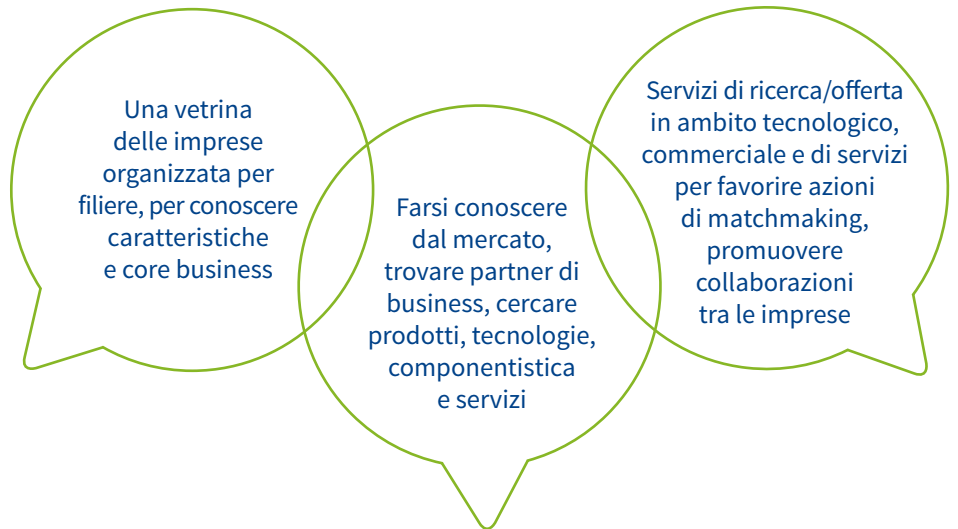 Una vetrina
delle imprese
organizzata per
filiere, per conoscere
caratteristiche
e core business
Farsi conoscere
dal mercato,
trovare partner di
business, cercare
prodotti, tecnologie,
componentistica
e servizi
Servizi di ricerca/offerta
in ambito tecnologico,
commerciale e di servizi
per favorire azioni
di matchmaking,
promuovere
collaborazioni
tra le imprese